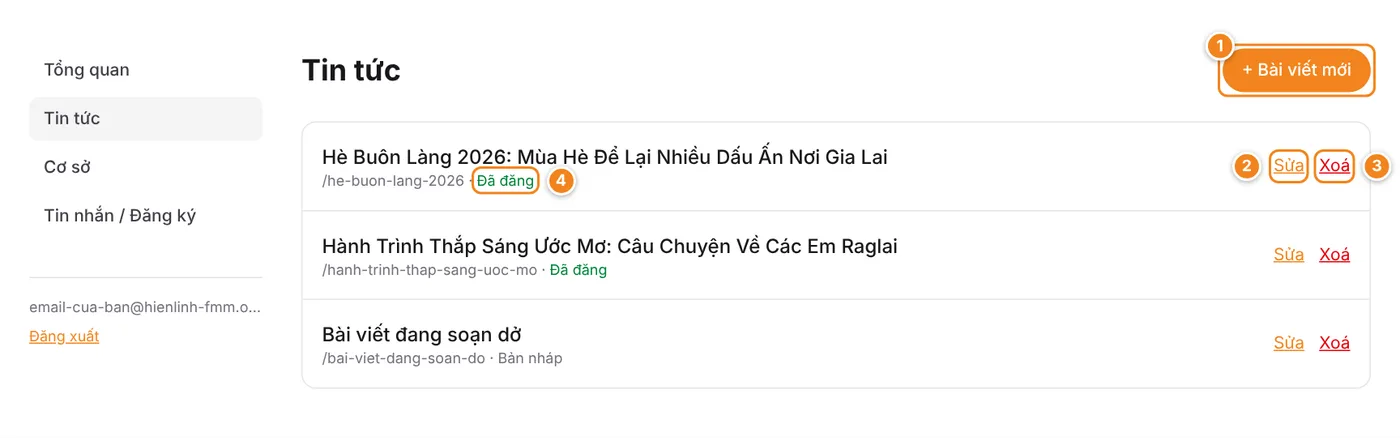 Tổng quan
Tin tức
Cơ sở
Tin nhắn / Đăng ký
email-cua-ban@hienlinh-fmm.o...
Đăng xuất
Tin tức
1
+ Bài viết mới
Hè Buôn Làng 2026: Mùa Hè Để Lại Nhiều Dấu Ấn Nơi Gia Lai
/he-buon-lang-2026 · Đã đăng 4
2 Sửa Xoá 3
Hành Trình Thắp Sáng Ước Mơ: Câu Chuyện Về Các Em Raglai
/hanh-trinh-thap-sang-uoc-mo · Đã đăng
Sửa Xoá
Bài viết đang soạn dở
/bai-viet-dang-soan-do · Bản nháp
Sửa Xoá